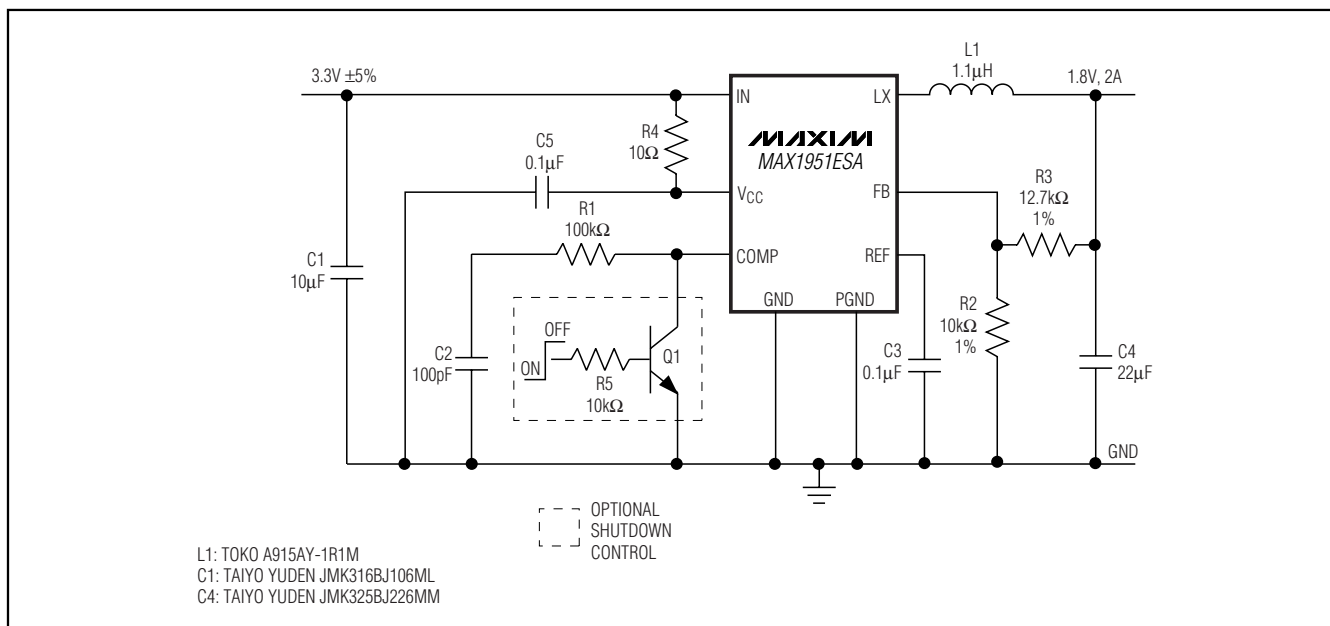 3.3V ±5%
L1
1.1µH
1.8V, 2A
IN
LX
R4
10Ω
MAXIM
MAX1951ESA
C5
0.1µF
VCC
FB
R3
12.7kΩ
1%
R1
100kΩ
COMP
REF
C1
10µF
GND
PGND
R2
10kΩ
1%
OFF
ON
Q1
R5
10kΩ
C2
100pF
C3
0.1µF
C4
22µF
GND
OPTIONAL
SHUTDOWN
CONTROL
L1: TOKO A915AY-1R1M
C1: TAIYO YUDEN JMK316BJ106ML
C4: TAIYO YUDEN JMK325BJ226MM